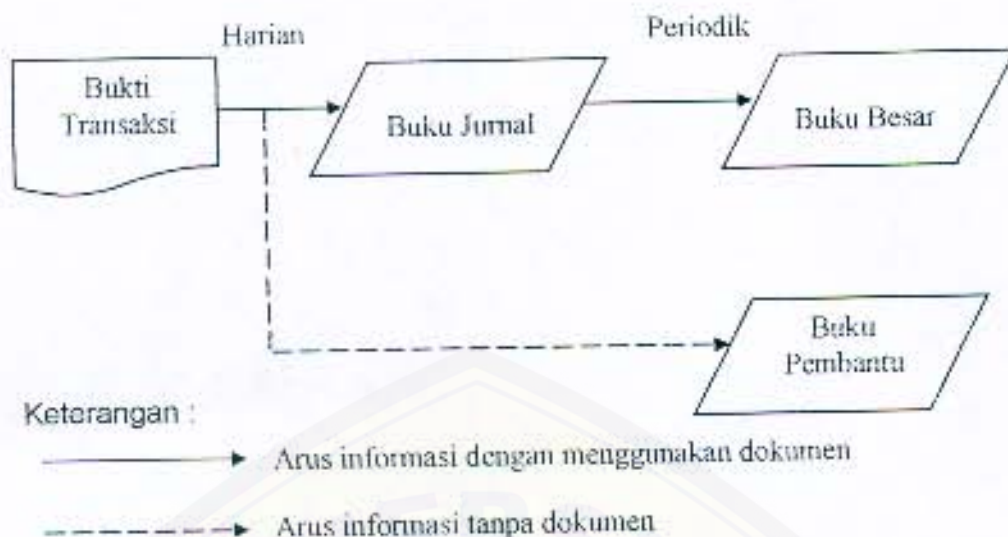 Harian
Periodik
Bukti
Transaksi
Buku Jurnal
Buku Besar
Buku
Pembantu
Keterangan :
Arus informasi dengan menggunakan dokumen
Arus informasi tanpa dokumen